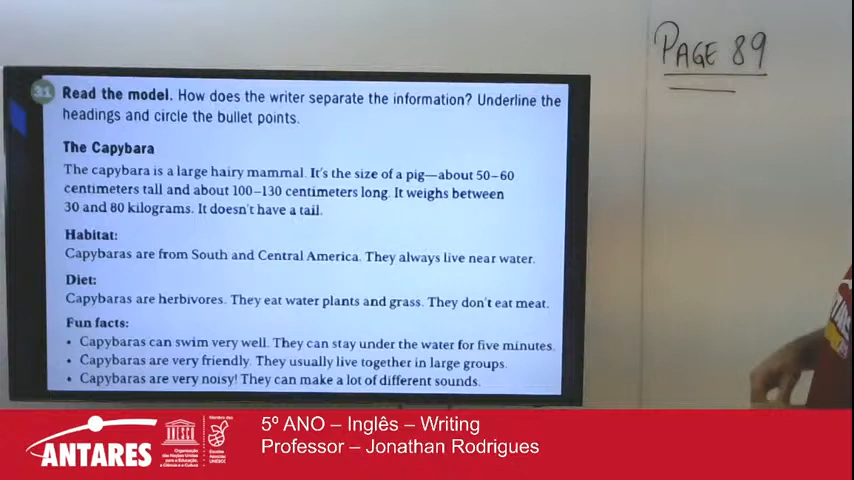 PAGE 89
31 Read the model. How does the writer separate the information? Underline the
headings and circle the bullet points.
The Capybara
The capybara is a large hairy mammal. It's the size of a pig—about 50–60
centimeters tall and about 100–130 centimeters long. It weighs between
30 and 80 kilograms. It doesn't have a tail.
Habitat:
Capybaras are from South and Central America. They always live near water.
Diet:
Capybaras are herbivores. They eat water plants and grass. They don't eat meat.
Fun facts:
• Capybaras can swim very well. They can stay under the water for five minutes.
• Capybaras are very friendly. They usually live together in large groups.
• Capybaras are very noisy! They can make a lot of different sounds.
ANTARES
UNESCO
5º ANO – Inglês – Writing
Professor – Jonathan Rodrigues